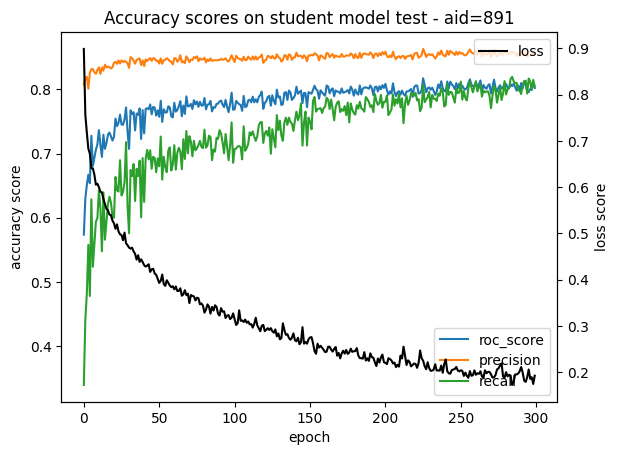 Accuracy scores on student model test - aid=891
loss
0.9
0.8
0.7
0.6
0.5
0.4
0.3
0.2
loss score
0.8
0.7
0.6
0.5
0.4
accuracy score
roc_score
precision
recall
0
50
100
150
200
250
300
epoch